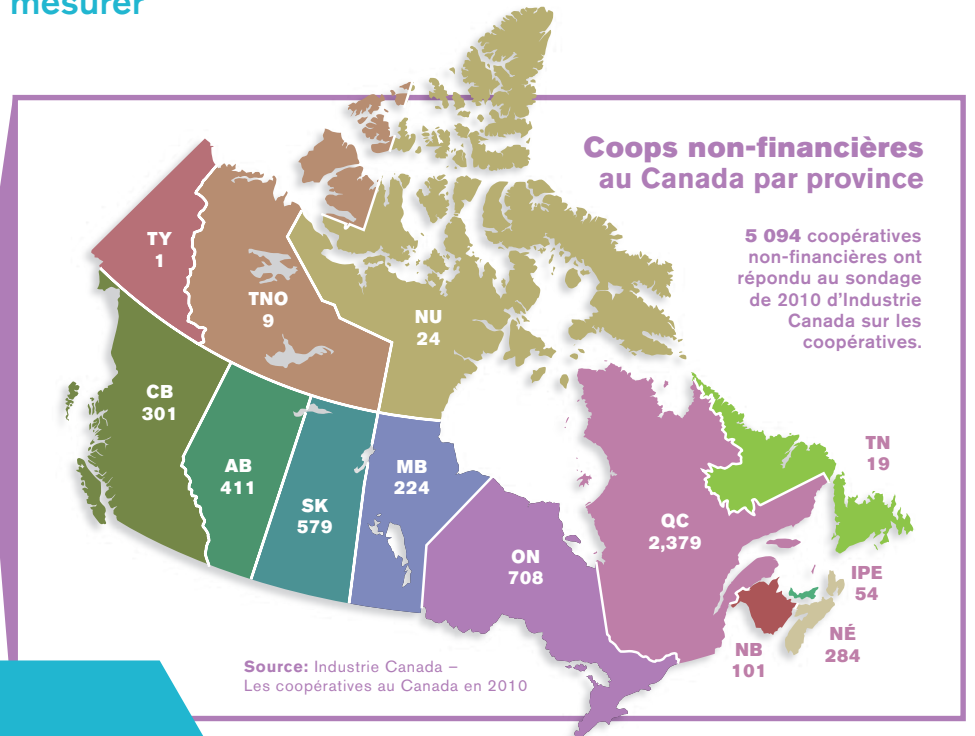 mesurer
Coops non-financières
au Canada par province
5 094 coopératives
non-financières ont
répondu au sondage
de 2010 d'Industrie
Canada sur les
coopératives.
TY
1
TNO
9
NU
24
CB
301
AB
411
SK
579
MB
224
ON
708
QC
2,379
TN
19
IPE
54
NÉ
284
NB
101
Source: Industrie Canada –
Les coopératives au Canada en 2010